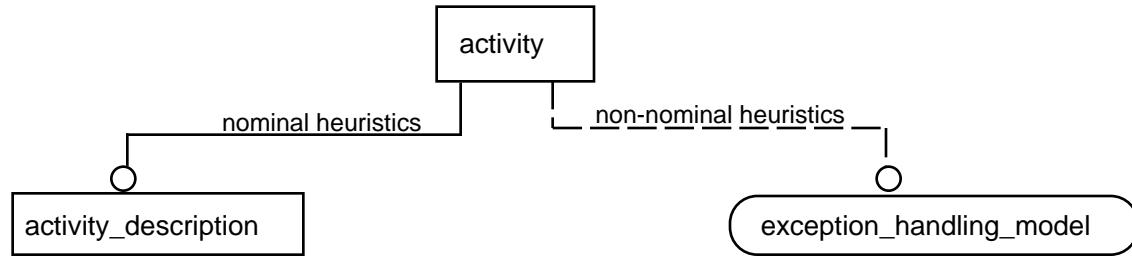 activity
nominal heuristics
non-nominal heuristics
activity_description
exception_handling_model